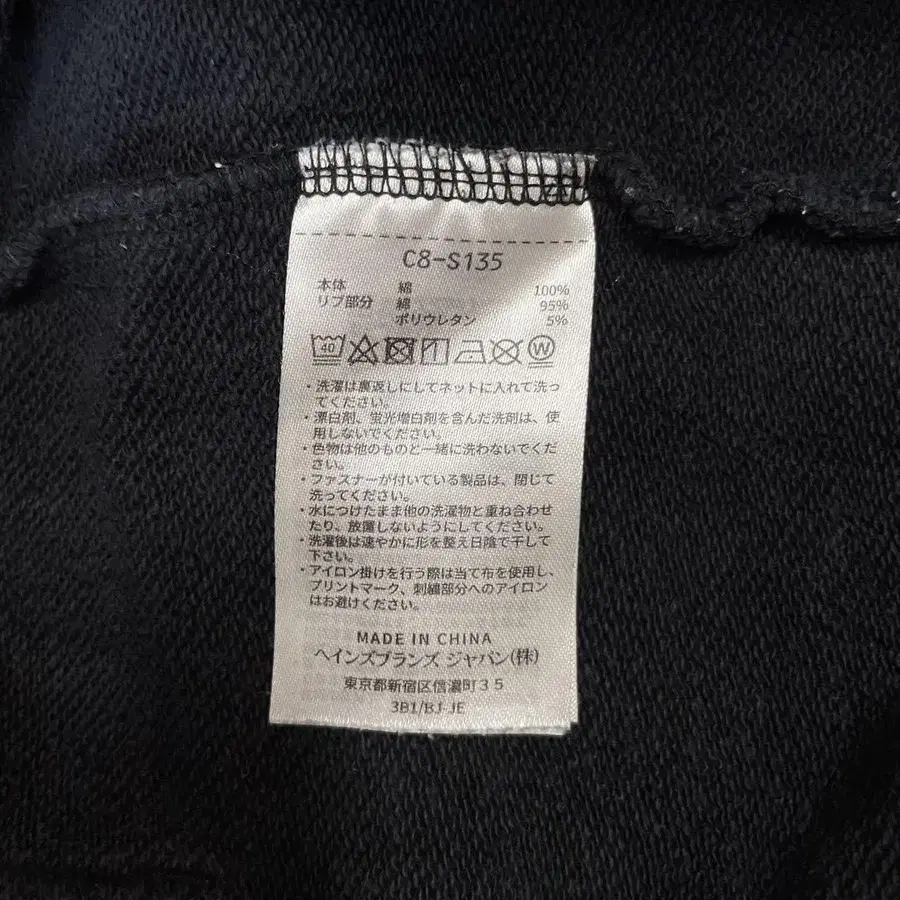 C8-S135
本体 綿 100%
リブ部分 綿 95%
ポリウレタン 5%
40 W
・洗濯は裏返しにしてネットに入れて洗っ
てください。
・漂白剤、蛍光増白剤を含んだ洗剤は、使
用しないでください。
・色物は他のものと一緒に洗わないでくだ
さい。
・ファスナーが付いている製品は、閉じて
洗ってください。
・水につけたまま他の洗濯物と重ね合わせ
たり、放置しないようにしてください。
・洗濯後は速やかに形を整え日陰で干して
下さい。
・アイロン掛けを行う際は当て布を使用し、
プリントマーク、刺繍部分へのアイロン
はお避けください。
MADE IN CHINA
ヘインズブランズ ジャパン(株)
東京都新宿区信濃町35
3B1/BJ-JE